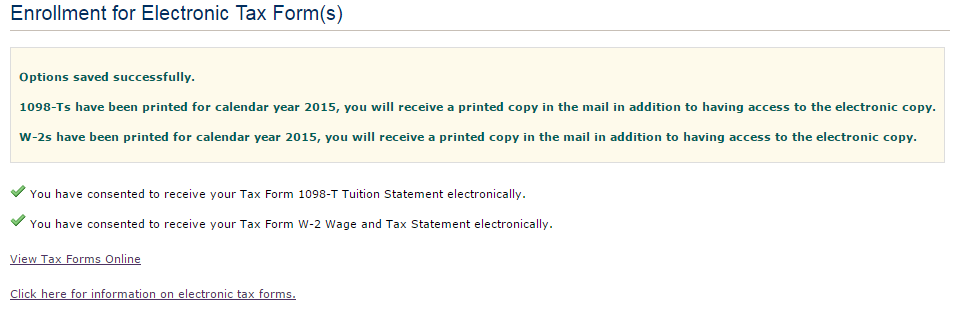 Enrollment for Electronic Tax Form(s)
Options saved successfully.
1098-Ts have been printed for calendar year 2015, you will receive a printed copy in the mail in addition to having access to the electronic copy.
W-2s have been printed for calendar year 2015, you will receive a printed copy in the mail in addition to having access to the electronic copy.
You have consented to receive your Tax Form 1098-T Tuition Statement electronically.
You have consented to receive your Tax Form W-2 Wage and Tax Statement electronically.
View Tax Forms Online
Click here for information on electronic tax forms.